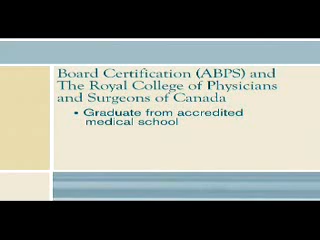 Board Certification (ABPS) and
The Royal College of Physicians
and Surgeons of Canada
• Graduate from accredited
medical school